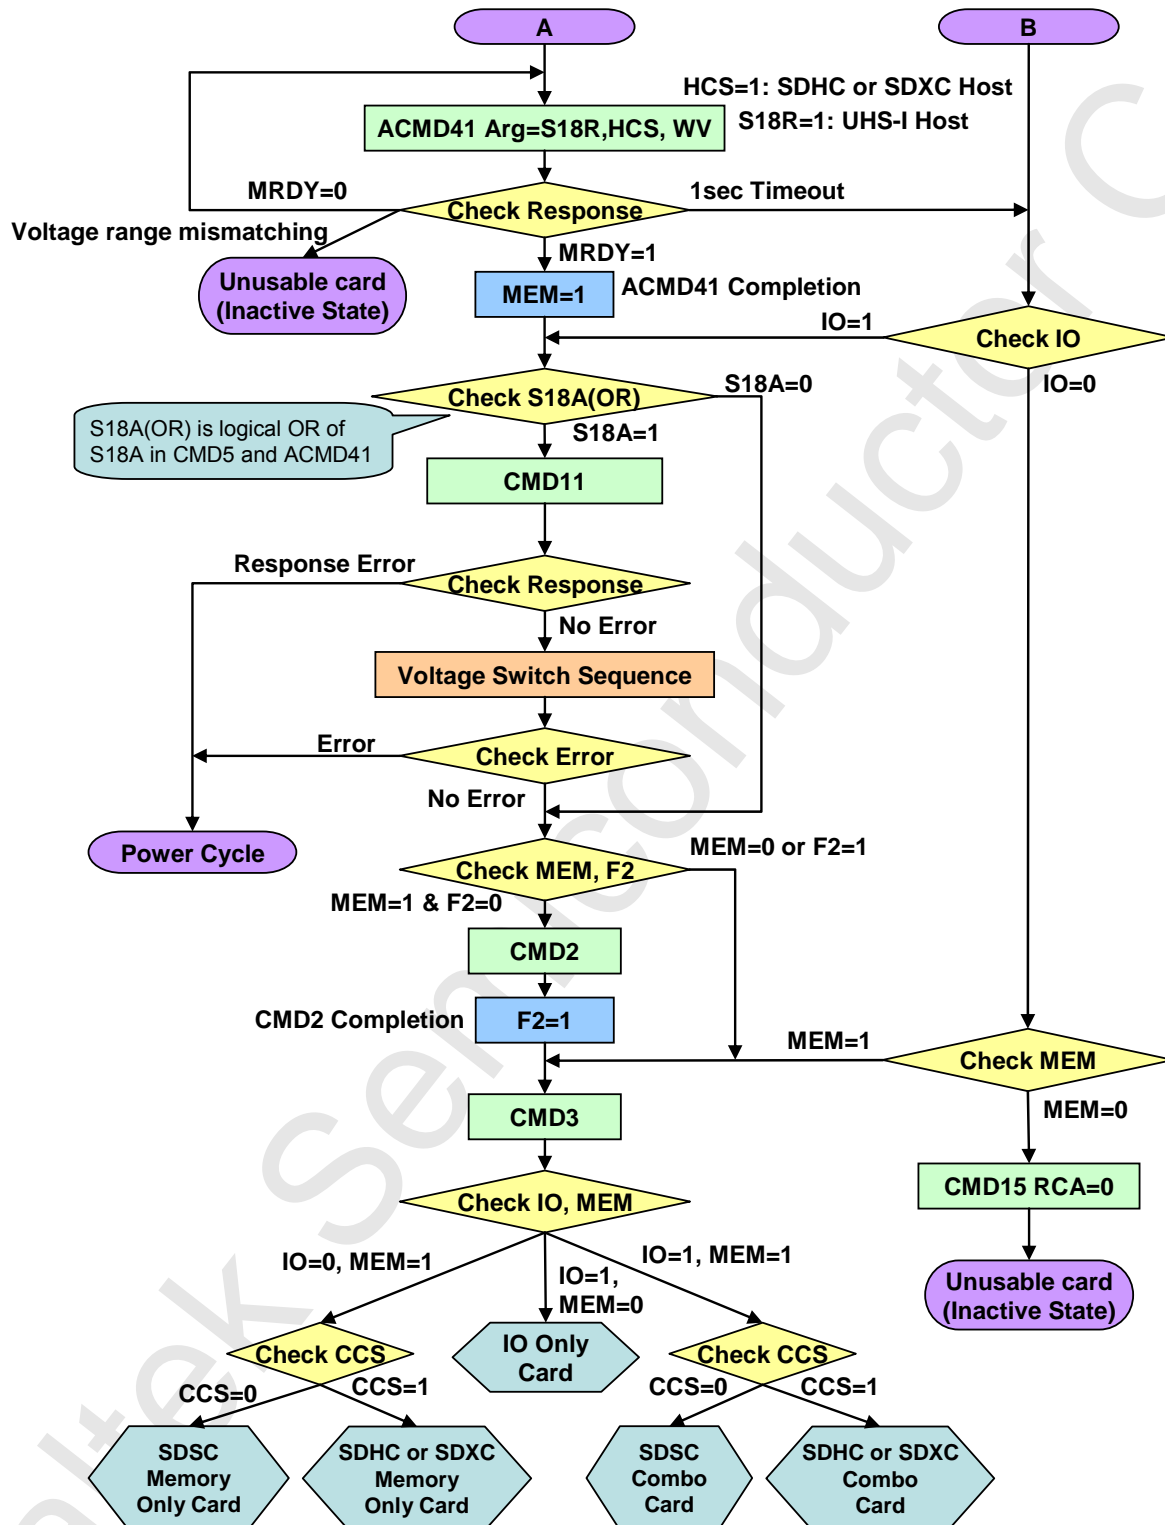 A
B
HCS=1: SDHC or SDXC Host
S18R=1: UHS-I Host
ACMD41 Arg=S18R,HCS, WV
MRDY=0
1sec Timeout
Check Response
Voltage range mismatching
MRDY=1
Unusable card
(Inactive State)
MEM=1
ACMD41 Completion
IO=1
Check IO
IO=0
Check S18A(OR)
S18A=0
S18A(OR) is logical OR of
S18A in CMD5 and ACMD41
S18A=1
CMD11
Response Error
Check Response
No Error
Voltage Switch Sequence
Error
Check Error
No Error
Power Cycle
MEM=0 or F2=1
Check MEM, F2
MEM=1 & F2=0
CMD2
CMD2 Completion
F2=1
MEM=1
Check MEM
MEM=0
CMD3
CMD15 RCA=0
Check IO, MEM
IO=0, MEM=1
IO=1,
MEM=0
IO=1, MEM=1
Unusable card
(Inactive State)
Check CCS
IO Only
Card
Check CCS
CCS=0
CCS=1
CCS=0
CCS=1
SDSC
Memory
Only Card
SDHC or SDXC
Memory
Only Card
SDSC
Combo
Card
SDHC or SDXC
Combo
Card